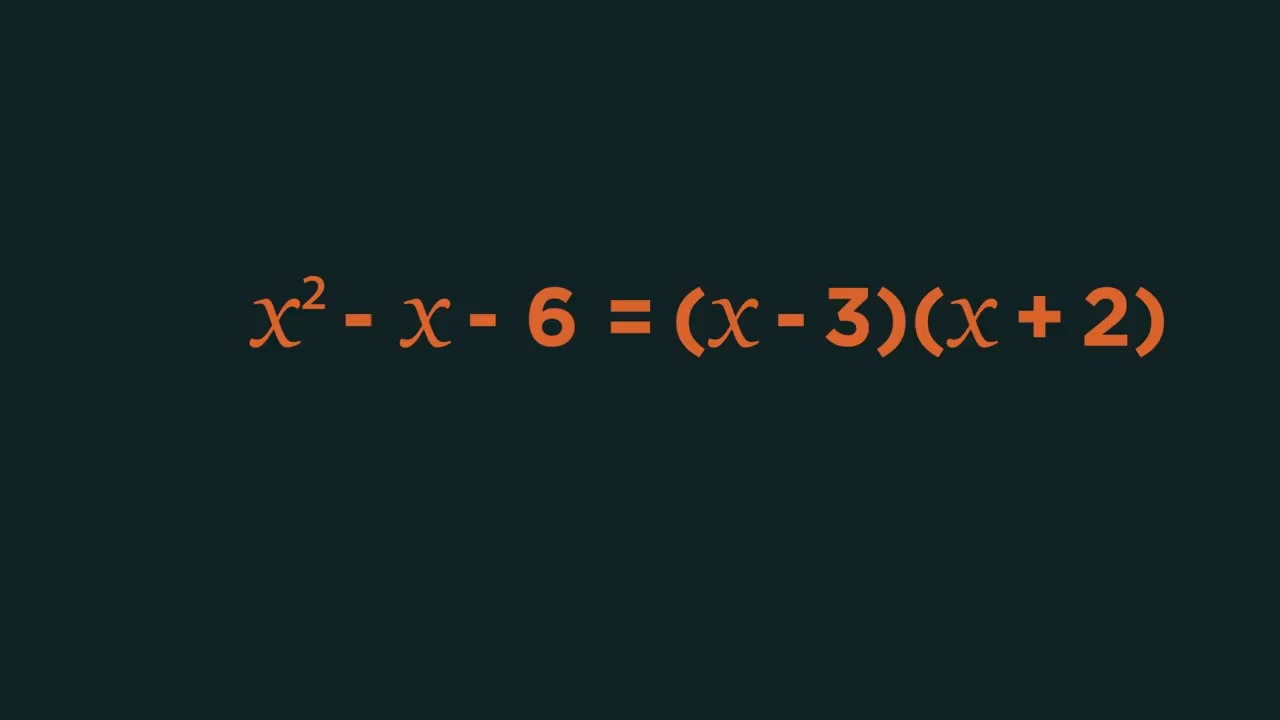 x² - x - 6 = (x - 3)(x + 2)